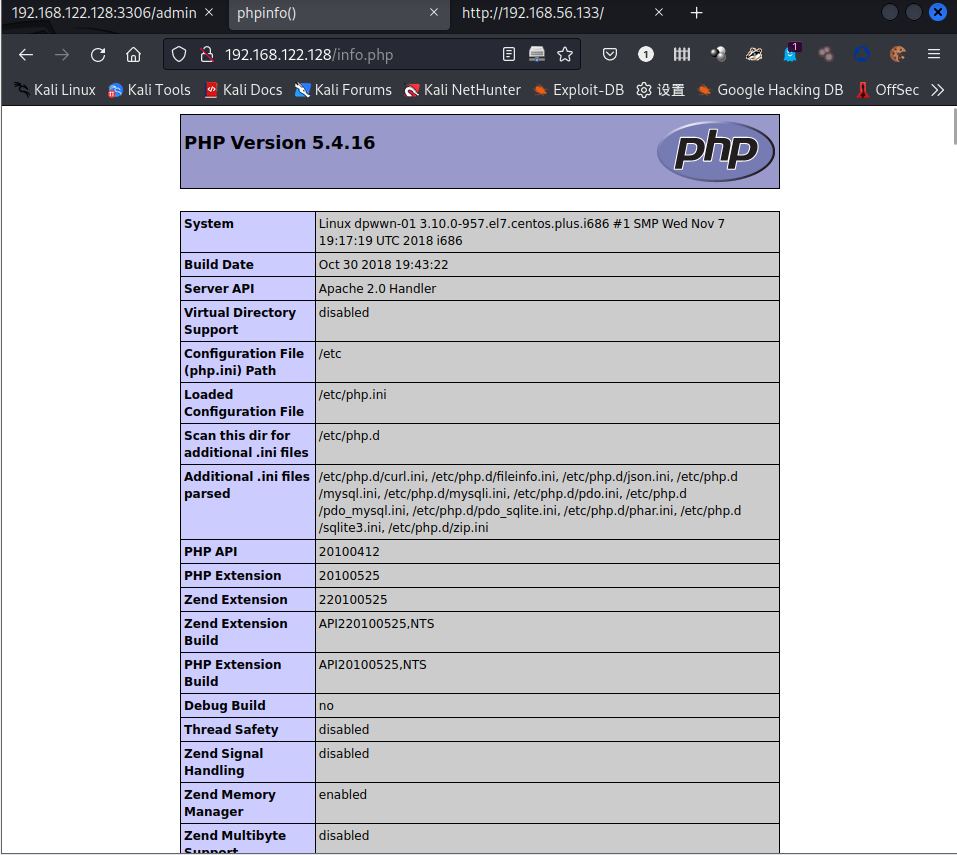 192.168.122.128:3306/admin
phpinfo()
http://192.168.56.133/
192.168.122.128/info.php
1
1
Kali Linux Kali Tools Kali Docs Kali Forums Kali NetHunter Exploit-DB 设置 Google Hacking DB OffSec
PHP Version 5.4.16
php
System
Linux dpwwn-01 3.10.0-957.el7.centos.plus.i686 #1 SMP Wed Nov 7
19:17:19 UTC 2018 i686
Build Date
Oct 30 2018 19:43:22
Server API
Apache 2.0 Handler
Virtual Directory
Support
disabled
Configuration File
(php.ini) Path
/etc
Loaded
Configuration File
/etc/php.ini
Scan this dir for
additional .ini files
/etc/php.d
Additional .ini files
parsed
/etc/php.d/curl.ini, /etc/php.d/fileinfo.ini, /etc/php.d/json.ini, /etc/php.d
/mysql.ini, /etc/php.d/mysqli.ini, /etc/php.d/pdo.ini, /etc/php.d
/pdo_mysql.ini, /etc/php.d/pdo_sqlite.ini, /etc/php.d/phar.ini, /etc/php.d
/sqlite3.ini, /etc/php.d/zip.ini
PHP API
20100412
PHP Extension
20100525
Zend Extension
220100525
Zend Extension
Build
API220100525,NTS
PHP Extension
Build
API20100525,NTS
Debug Build
no
Thread Safety
disabled
Zend Signal
Handling
disabled
Zend Memory
Manager
enabled
Zend Multibyte
Support
disabled